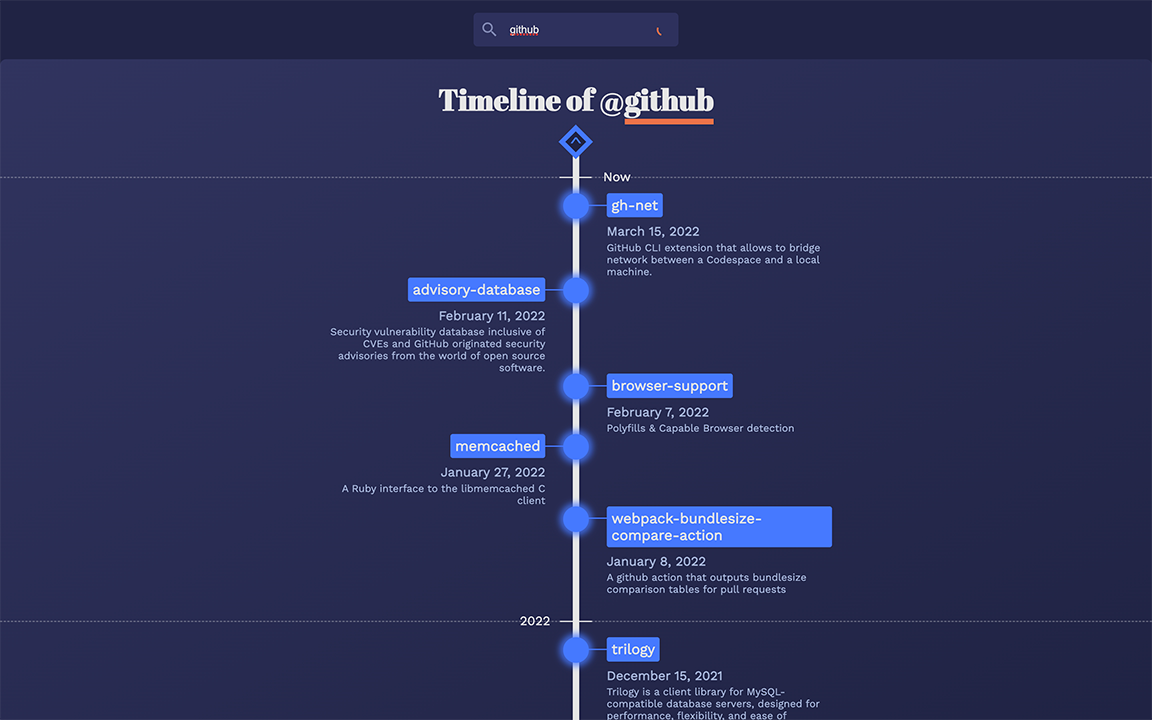 github
Timeline of @github
Now
gh-net
March 15, 2022
GitHub CLI extension that allows to bridge
network between a Codespace and a local
machine.
advisory-database
February 11, 2022
Security vulnerability database inclusive of
CVEs and GitHub originated security
advisories from the world of open source
software.
browser-support
February 7, 2022
Polyfills & Capable Browser detection
memcached
January 27, 2022
A Ruby interface to the libmemcached C
client
webpack-bundlesize-
compare-action
January 8, 2022
A github action that outputs bundlesize
comparison tables for pull requests
2022
trilogy
December 15, 2021
Trilogy is a client library for MySQL-
compatible database servers, designed for
performance, flexibility, and ease of